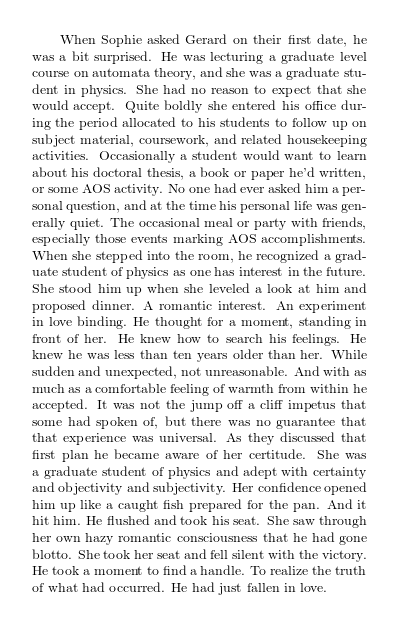 When Sophie asked Gerard on their first date, he
was a bit surprised. He was lecturing a graduate level
course on automata theory, and she was a graduate stu-
dent in physics. She had no reason to expect that she
would accept. Quite boldly she entered his office dur-
ing the period allocated to his students to follow up on
subject material, coursework, and related housekeeping
activities. Occasionally a student would want to learn
about his doctoral thesis, a book or paper he'd written,
or some AOS activity. No one had ever asked him a per-
sonal question, and at the time his personal life was gen-
erally quiet. The occasional meal or party with friends,
especially those events marking AOS accomplishments.
When she stepped into the room, he recognized a grad-
uate student of physics as one has interest in the future.
She stood him up when she leveled a look at him and
proposed dinner. A romantic interest. An experiment
in love binding. He thought for a moment, standing in
front of her. He knew how to search his feelings. He
knew he was less than ten years older than her. While
sudden and unexpected, not unreasonable. And with as
much as a comfortable feeling of warmth from within he
accepted. It was not the jump off a cliff impetus that
some had spoken of, but there was no guarantee that
that experience was universal. As they discussed that
first plan he became aware of her certitude. She was
a graduate student of physics and adept with certainty
and objectivity and subjectivity. Her confidence opened
him up like a caught fish prepared for the pan. And it
hit him. He flushed and took his seat. She saw through
her own hazy romantic consciousness that he had gone
blotto. She took her seat and fell silent with the victory.
He took a moment to find a handle. To realize the truth
of what had occurred. He had just fallen in love.